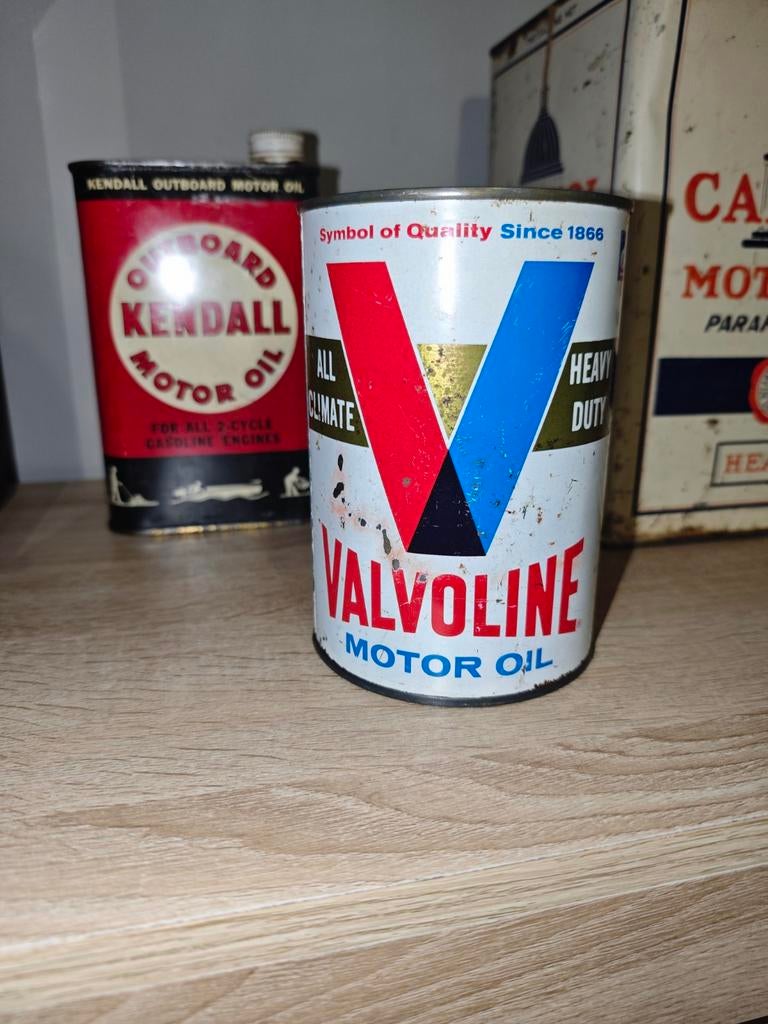 KENDALL OUTBOARD MOTOR OIL
OUTBOARD
KENDALL
MOTOR OIL
FOR ALL 2-CYCLE
GASOLINE ENGINES
Symbol of Quality Since 1866
ALL
CLIMATE
HEAVY
DUTY
VALVOLINE
MOTOR OIL
CA
MOT
PARAF
HEA